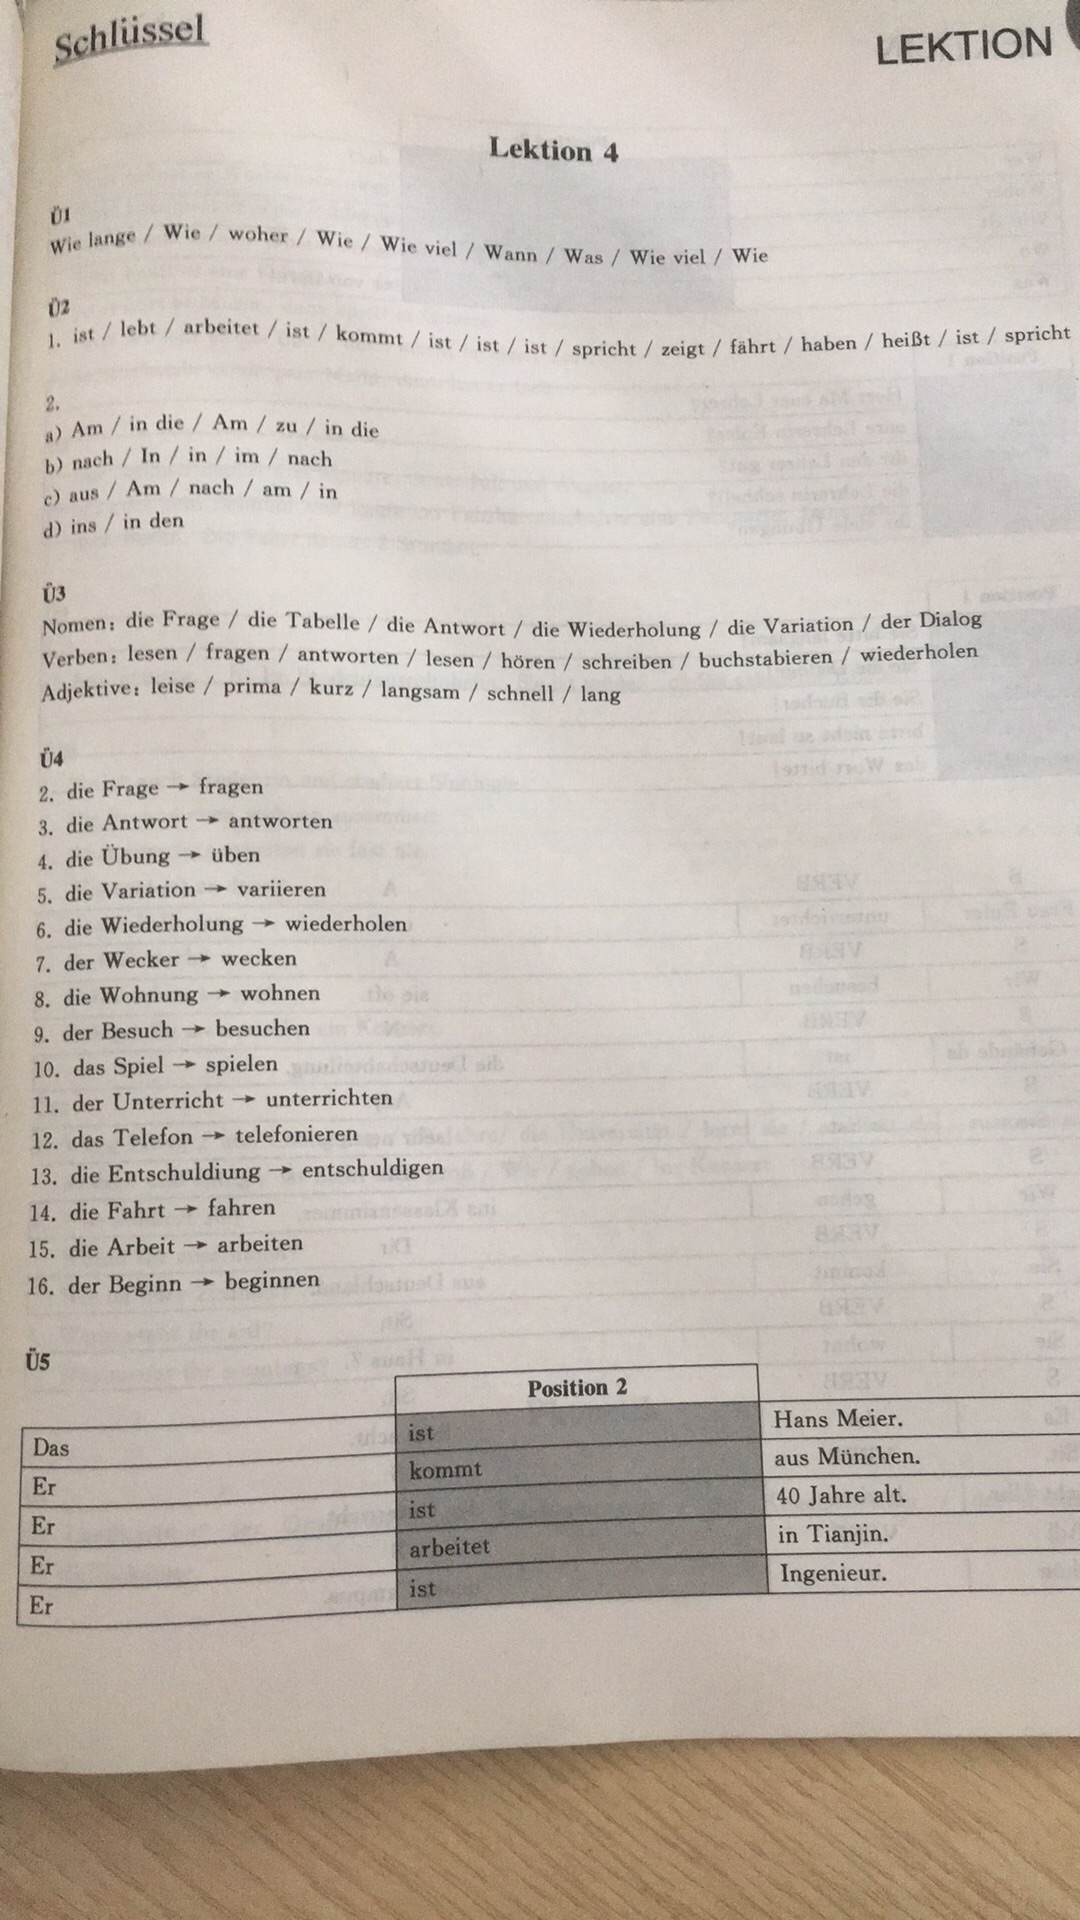 Schlüssel
LEKTION
Lektion 4
Ü1
Wie lange / Wie / woher / Wie / Wie viel / Wann / Was / Wie viel / Wie
Ü2
1. ist / lebt / arbeitet / ist / kommt / ist / ist / ist / spricht / zeigt / fährt / haben / heißt / ist / spricht
2.
a) Am / in die / Am / zu / in die
b) nach / In / in / im / nach
c) aus / Am / nach / am / in
d) ins / in den
Ü3
Nomen: die Frage / die Tabelle / die Antwort / die Wiederholung / die Variation / der Dialog
Verben: lesen / fragen / antworten / lesen / hören / schreiben / buchstabieren / wiederholen
Adjektive: leise / prima / kurz / langsam / schnell / lang
Ü4
2. die Frage → fragen
3. die Antwort → antworten
4. die Übung → üben
5. die Variation → variieren
6. die Wiederholung → wiederholen
7. der Wecker → wecken
8. die Wohnung → wohnen
9. der Besuch → besuchen
10. das Spiel → spielen
11. der Unterricht → unterrichten
12. das Telefon → telefonieren
13. die Entschuldiung → entschuldigen
14. die Fahrt → fahren
15. die Arbeit → arbeiten
16. der Beginn → beginnen
Ü5
Position 2
Das ist Hans Meier.
Er kommt aus München.
Er ist 40 Jahre alt.
Er arbeitet in Tianjin.
Er ist Ingenieur.